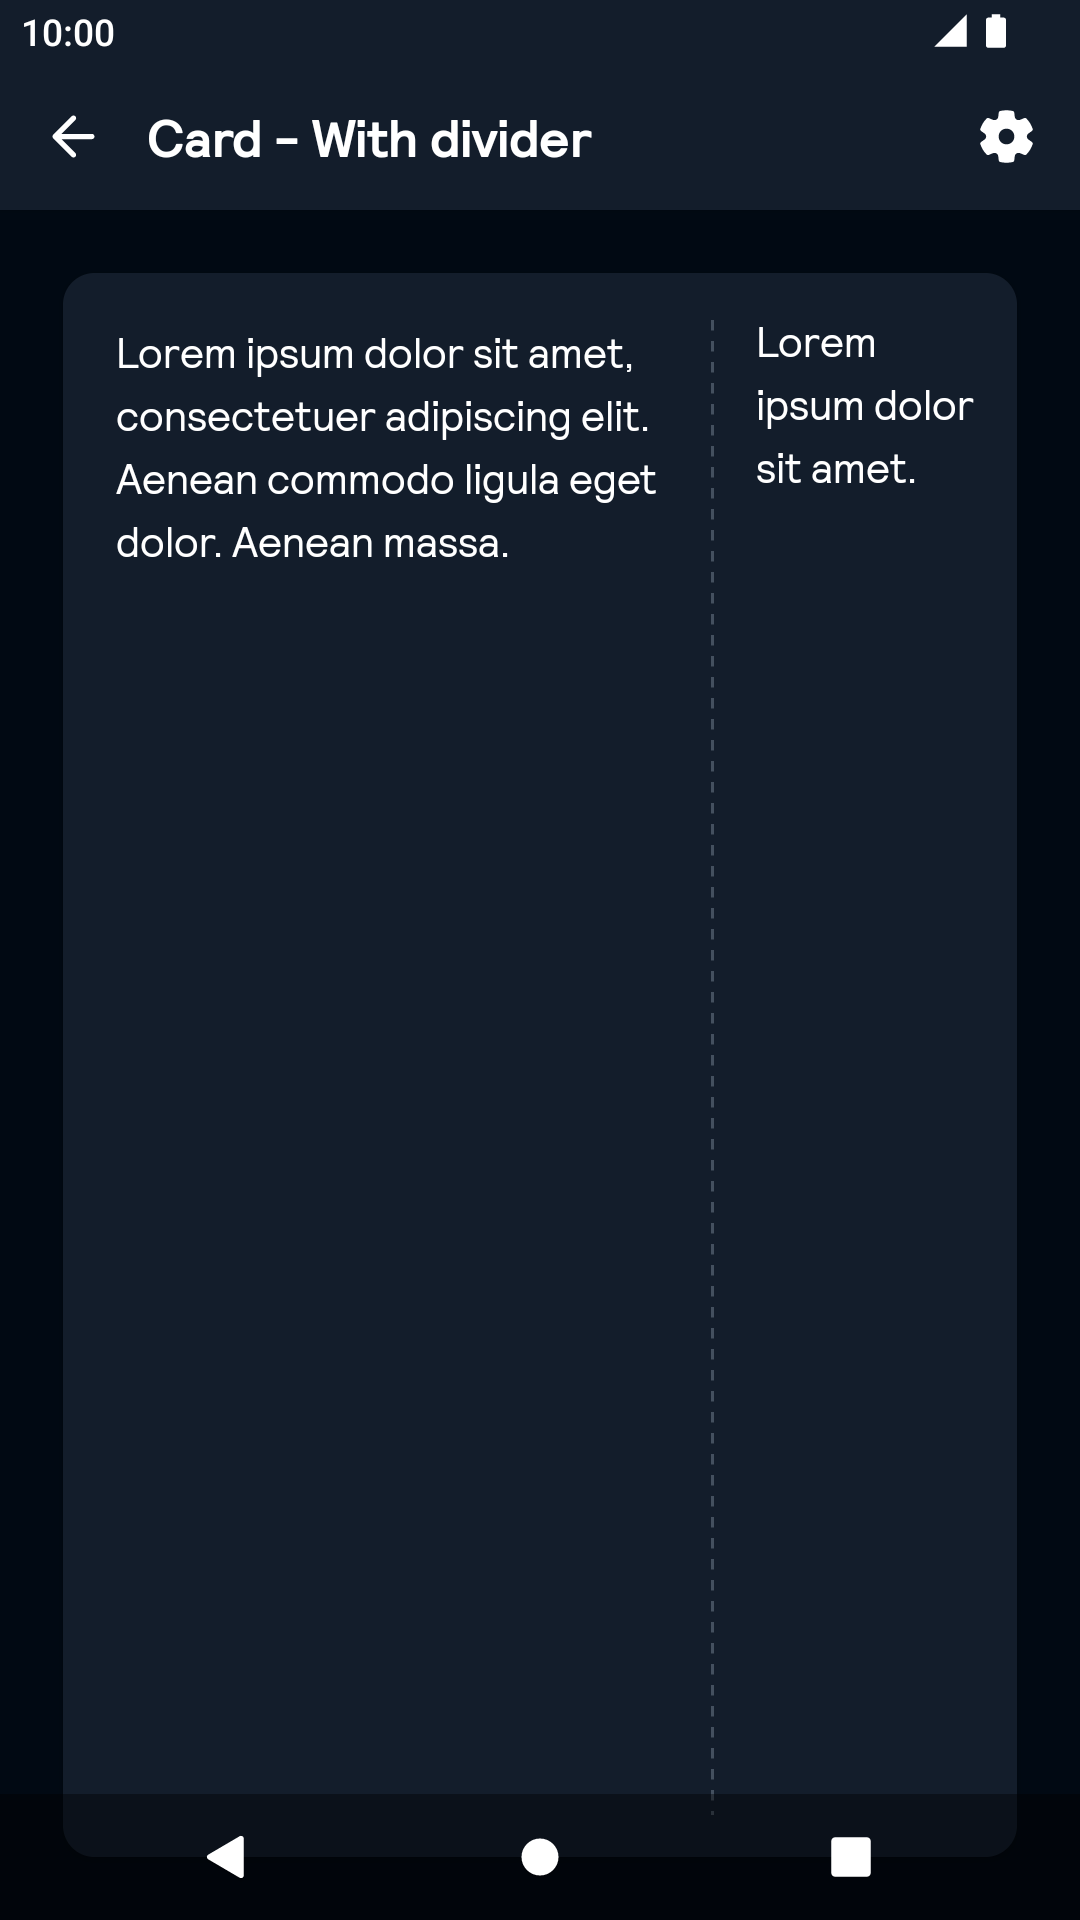 10:00
Card - With divider
Lorem ipsum dolor sit amet,
consectetuer adipiscing elit.
Aenean commodo ligula eget
dolor. Aenean massa.
Lorem
ipsum dolor
sit amet.